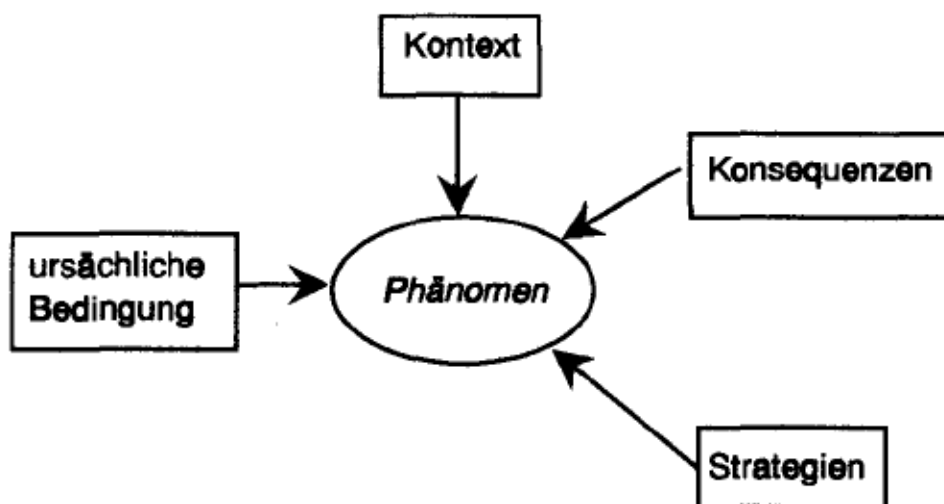 Kontext
Konsequenzen
ursächliche
Bedingung
Phänomen
Strategien